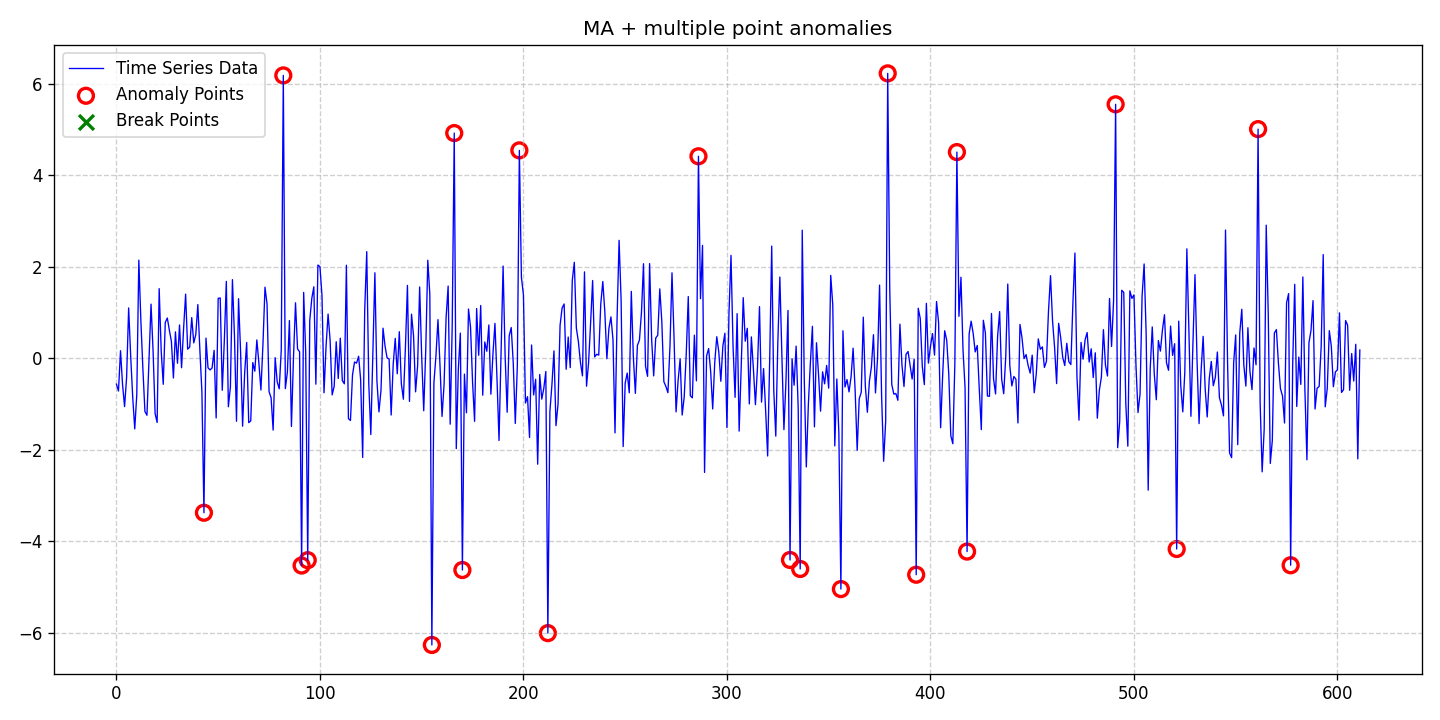 MA + multiple point anomalies
Time Series Data
Anomaly Points
Break Points
6
4
2
0
−2
−4
−6
0 100 200 300 400 500 600